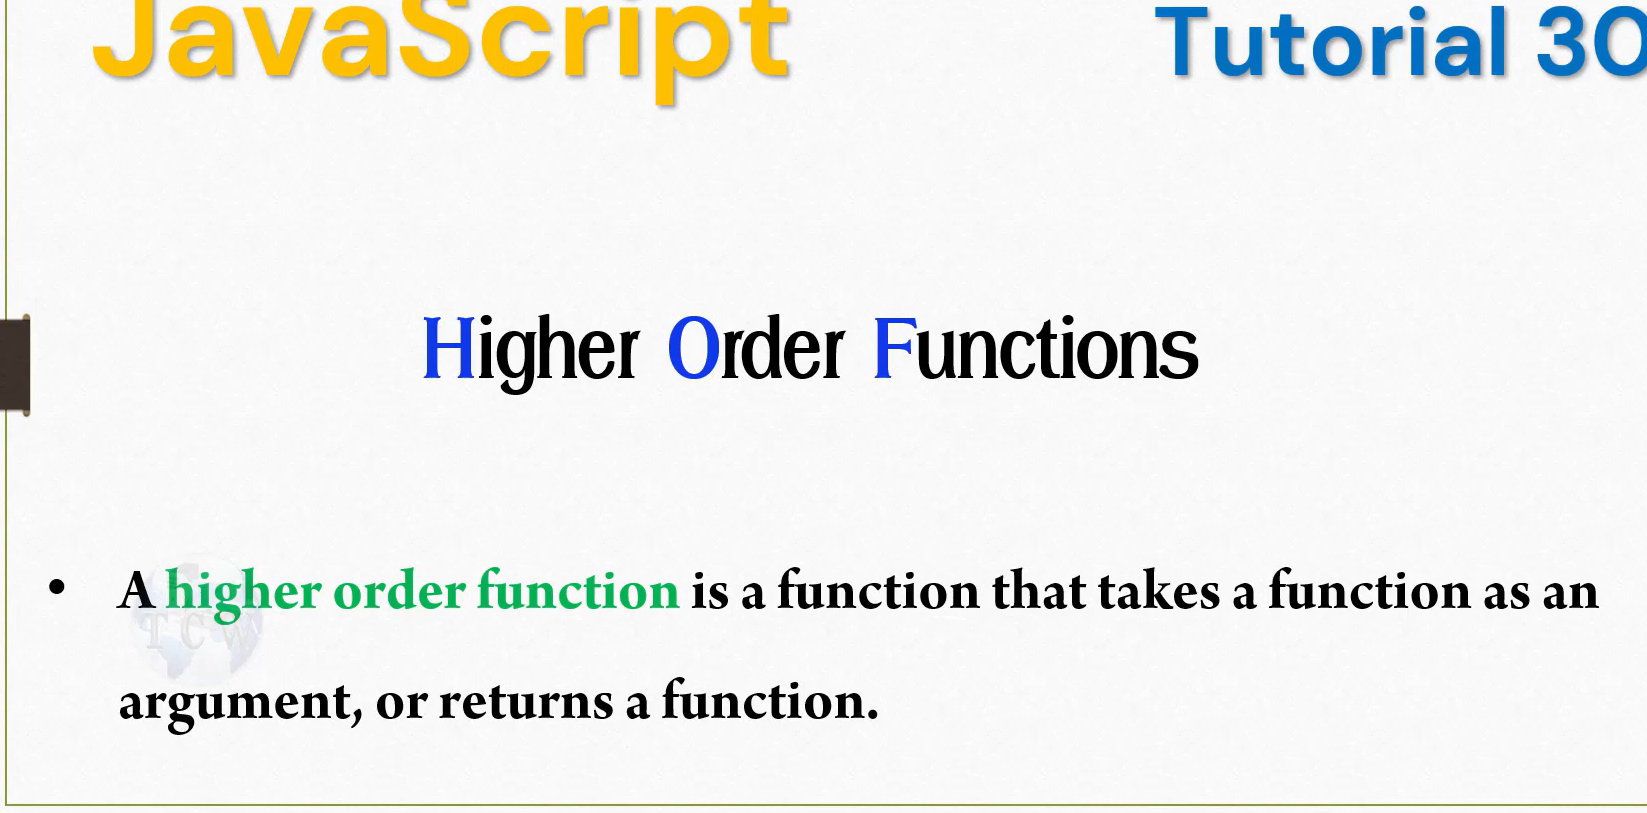 JavaScript
Tutorial 30
Higher Order Functions
• A higher order function is a function that takes a function as an
argument, or returns a function.
TCW